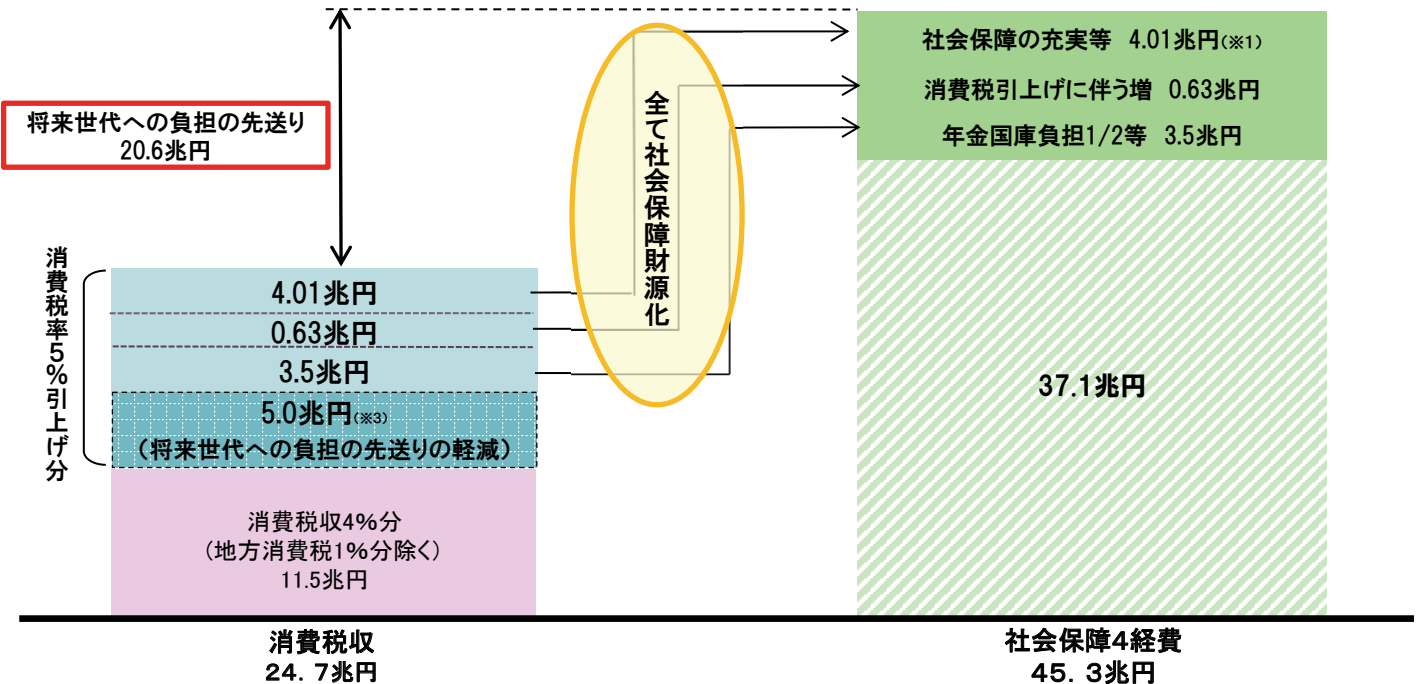 社会保障の充実等 4.01兆円(※1)
消費税引上げに伴う増 0.63兆円
年金国庫負担1/2等 3.5兆円
将来世代への負担の先送り
20.6兆円
全て社会保障財源化
消費税率5%引上げ分
4.01兆円
0.63兆円
3.5兆円
5.0兆円(※3)
(将来世代への負担の先送りの軽減)
37.1兆円
消費税収4%分
(地方消費税1%分除く)
11.5兆円
消費税収
24.7兆円
社会保障4経費
45.3兆円